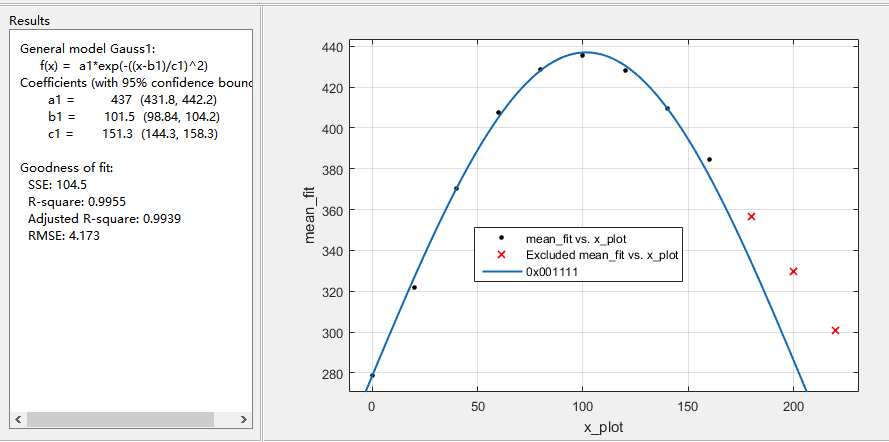 Results
General model Gauss1:
f(x) = a1*exp(-((x-b1)/c1)^2)
Coefficients (with 95% confidence bound
a1 = 437 (431.8, 442.2)
b1 = 101.5 (98.84, 104.2)
c1 = 151.3 (144.3, 158.3)
Goodness of fit:
SSE: 104.5
R-square: 0.9955
Adjusted R-square: 0.9939
RMSE: 4.173
440
420
400
380
360
340
320
300
280
mean_fit
mean_fit vs. x_plot
Excluded mean_fit vs. x_plot
0x001111
0 50 100 150 200
x_plot